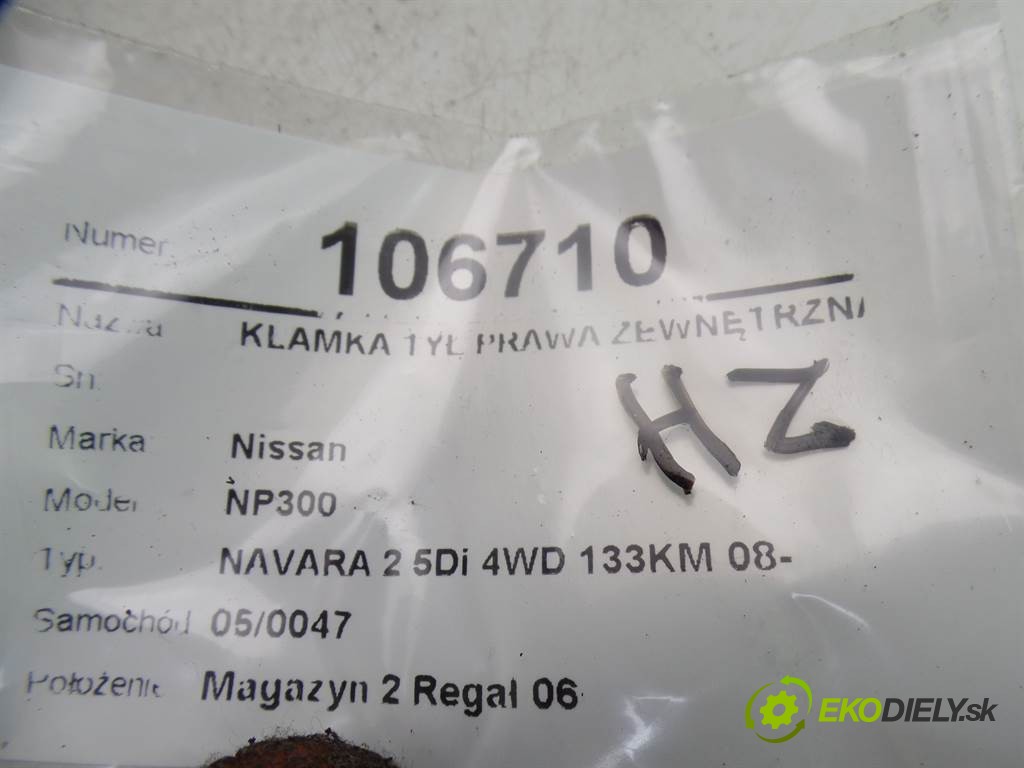 Numer 106710
Nazwa KLAMKA TYŁ PRAWA ZEWNĘTRZNA
Sn.
Marka Nissan
Model NP300
Typ. NAVARA 2 5Di 4WD 133KM 08-
Samochód 05/0047
Położenie Magazyn 2 Regał 06
HZ
EKODIELY.sk